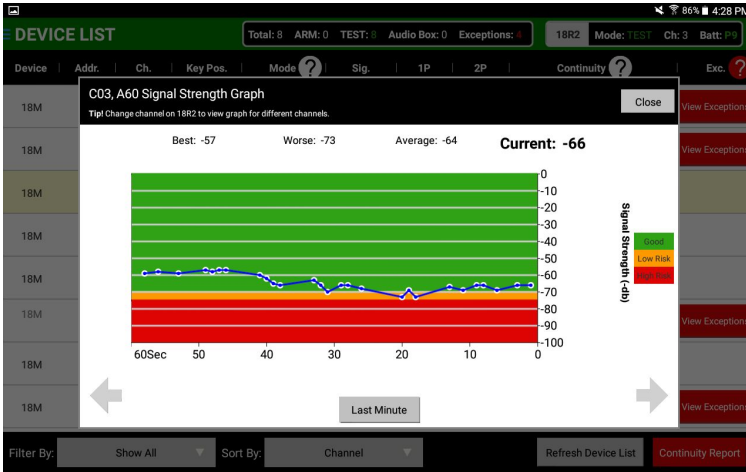 86% 4:28 PM
DEVICE LIST
Total: 8 ARM: 0 TEST: 8 Audio Box: 0 Exceptions: 4
18R2 Mode: TEST Ch: 3 Batt: P9
Device Addr. Ch. Key Pos. Mode ? Sig. 1P 2P Continuity ? Exc. ?
C03, A60 Signal Strength Graph
Tip! Change channel on 18R2 to view graph for different channels.
Close
18M View Exceptions
Best: -57 Worse: -73 Average: -64 Current: -66
18M View Exceptions
0
-10
18M
-20
-30
18M
-40
-50
18M
-60
-70
18M View Exceptions
-80
-90
18M
-100
Signal Strength (-db)
Good
Low Risk
High Risk
60Sec 50 40 30 20 10 0
18M View Exceptions
Last Minute
Filter By: Show All Sort By: Channel Refresh Device List Continuity Report